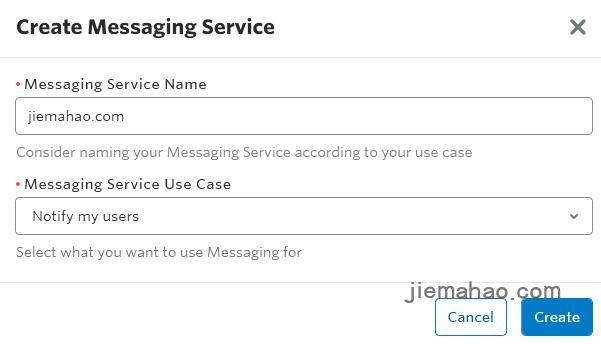 Create Messaging Service
• Messaging Service Name
jiemahao.com
Consider naming your Messaging Service according to your use case
• Messaging Service Use Case
Notify my users
Select what you want to use Messaging for
jiemahao.com
Cancel
Create